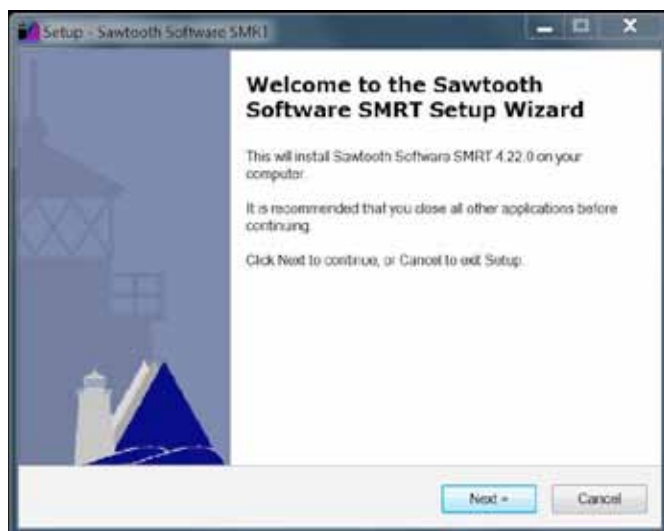 Setup - Sawtooth Software SMRT
Welcome to the Sawtooth
Software SMRT Setup Wizard
This will install Sawtooth Software SMRT 4.22.0 on your
computer.
It is recommended that you close all other applications before
continuing.
Click Next to continue, or Cancel to exit Setup.
Next >
Cancel